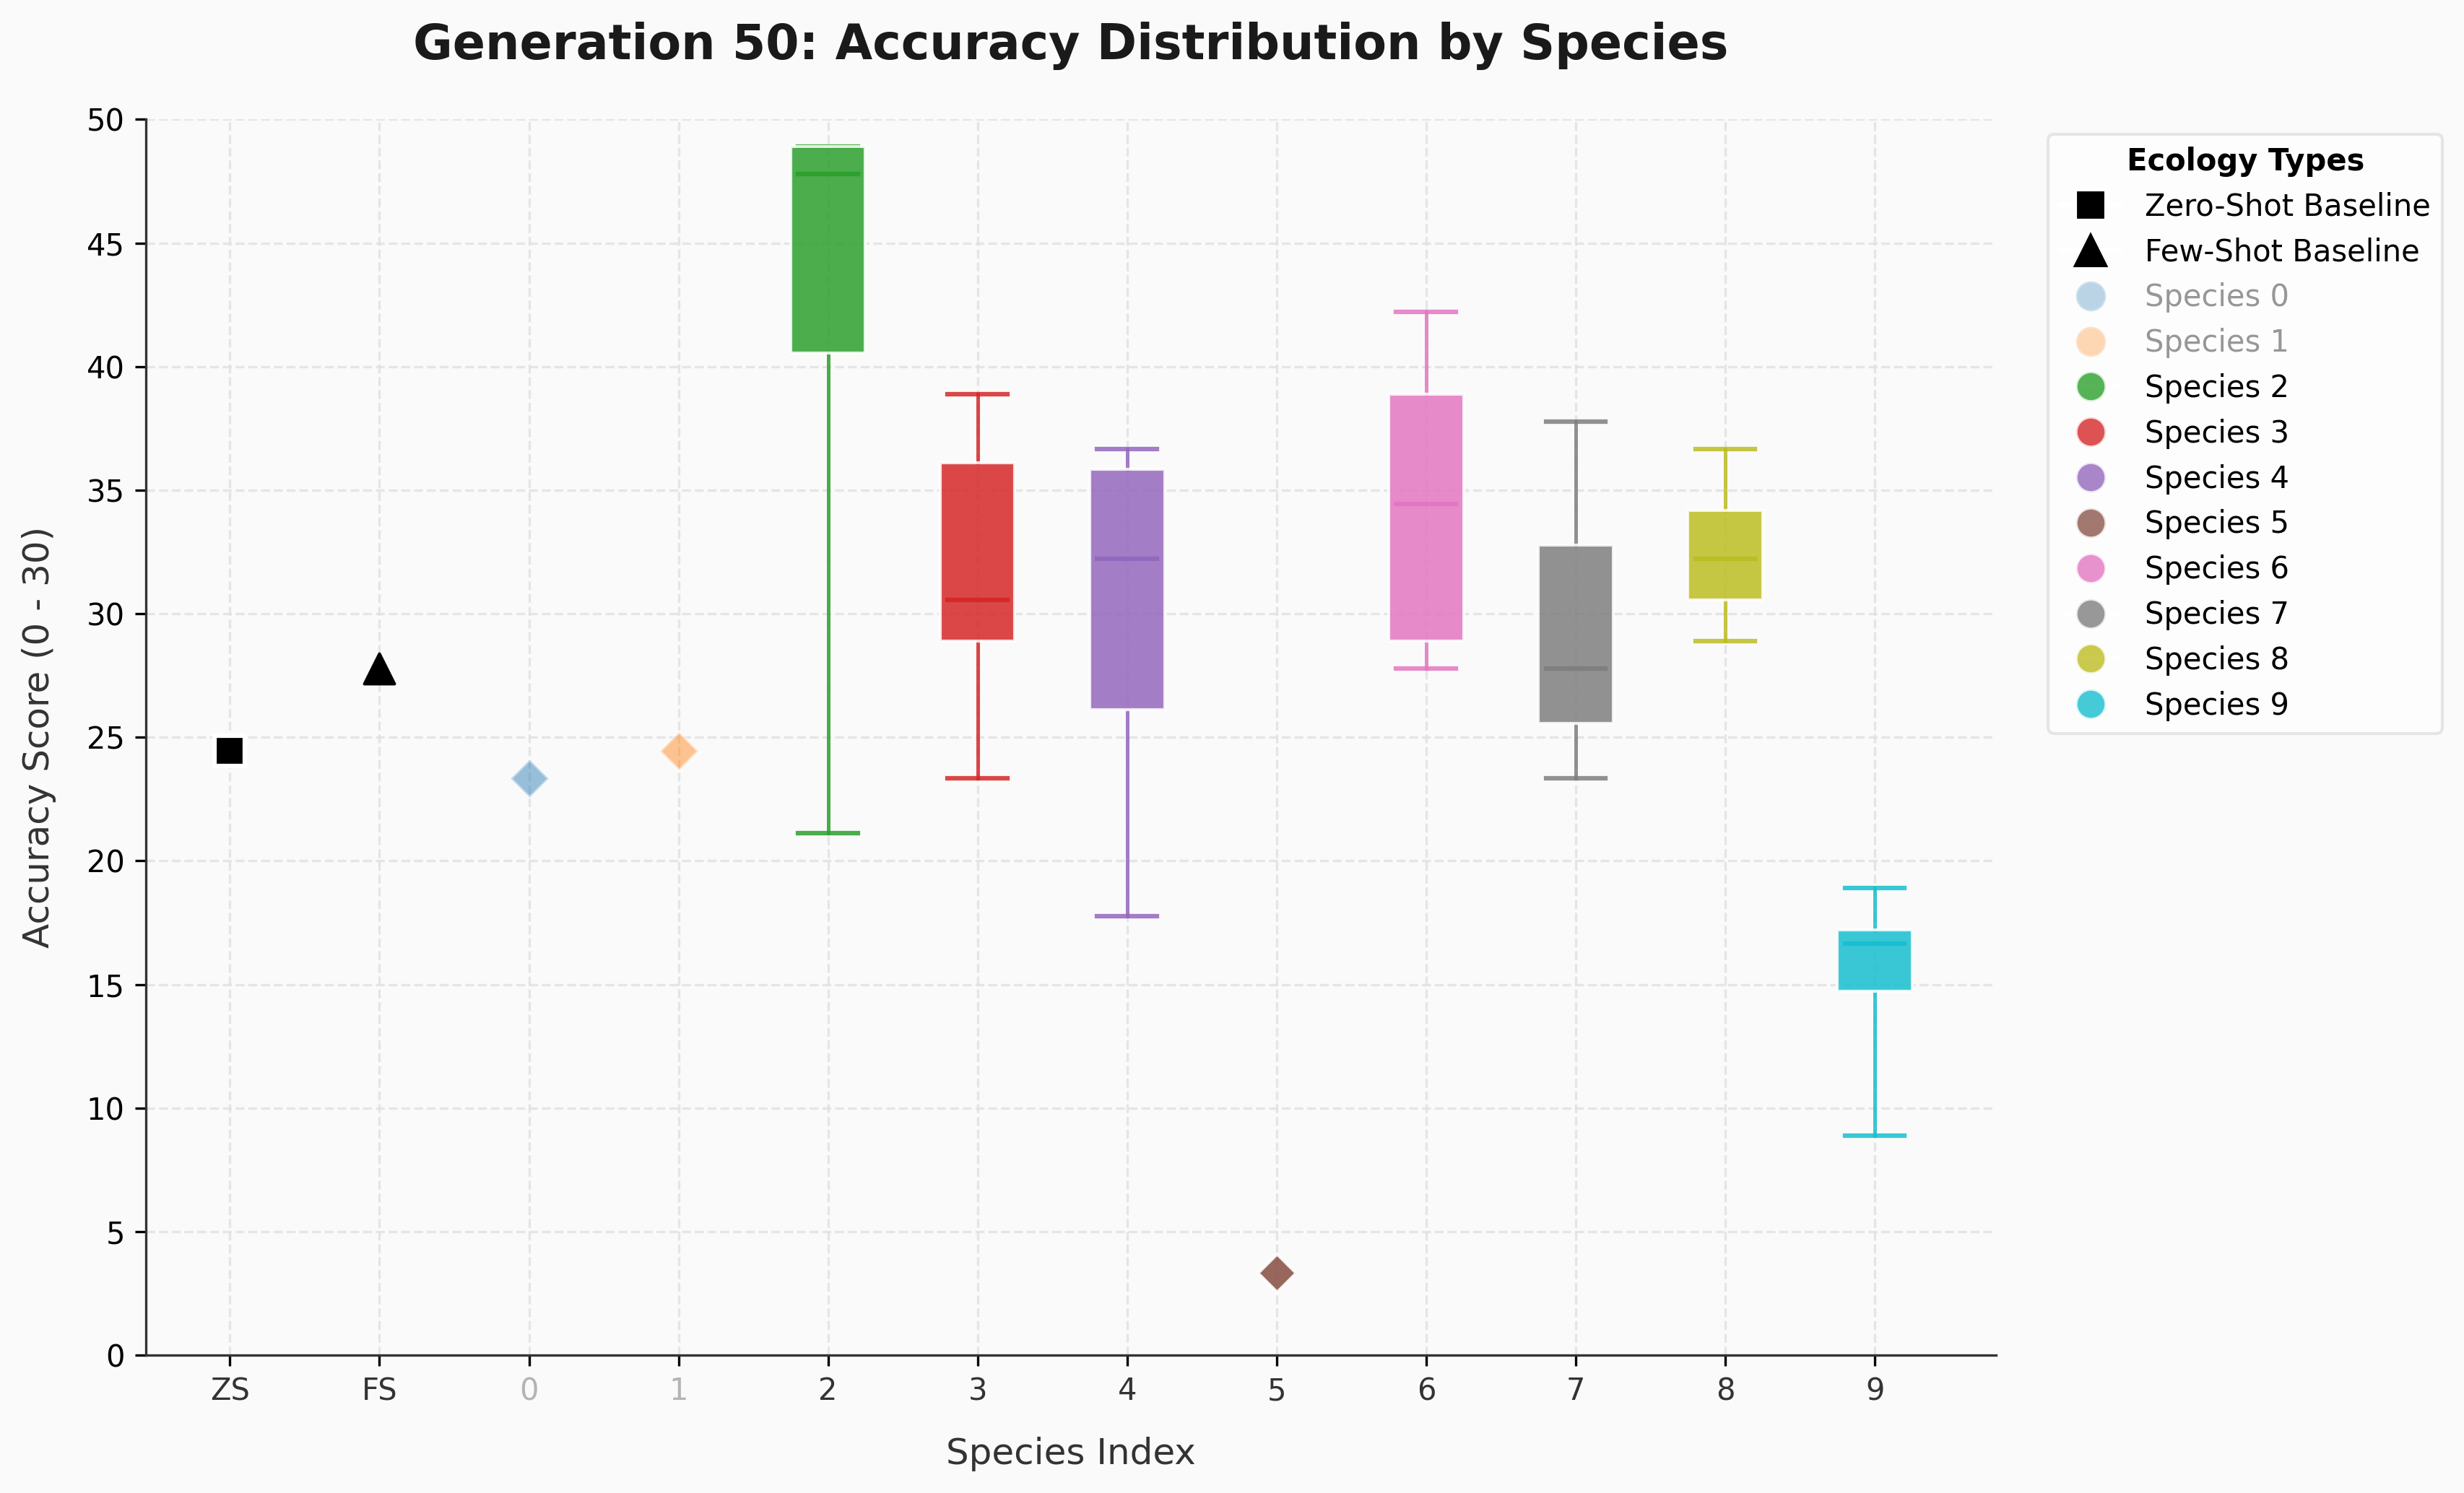 Generation 50: Accuracy Distribution by Species
50
45
40
35
30
25
20
15
10
5
0
Accuracy Score (0 - 30)
ZS FS 0 1 2 3 4 5 6 7 8 9
Species Index
Ecology Types
Zero-Shot Baseline
Few-Shot Baseline
Species 0
Species 1
Species 2
Species 3
Species 4
Species 5
Species 6
Species 7
Species 8
Species 9